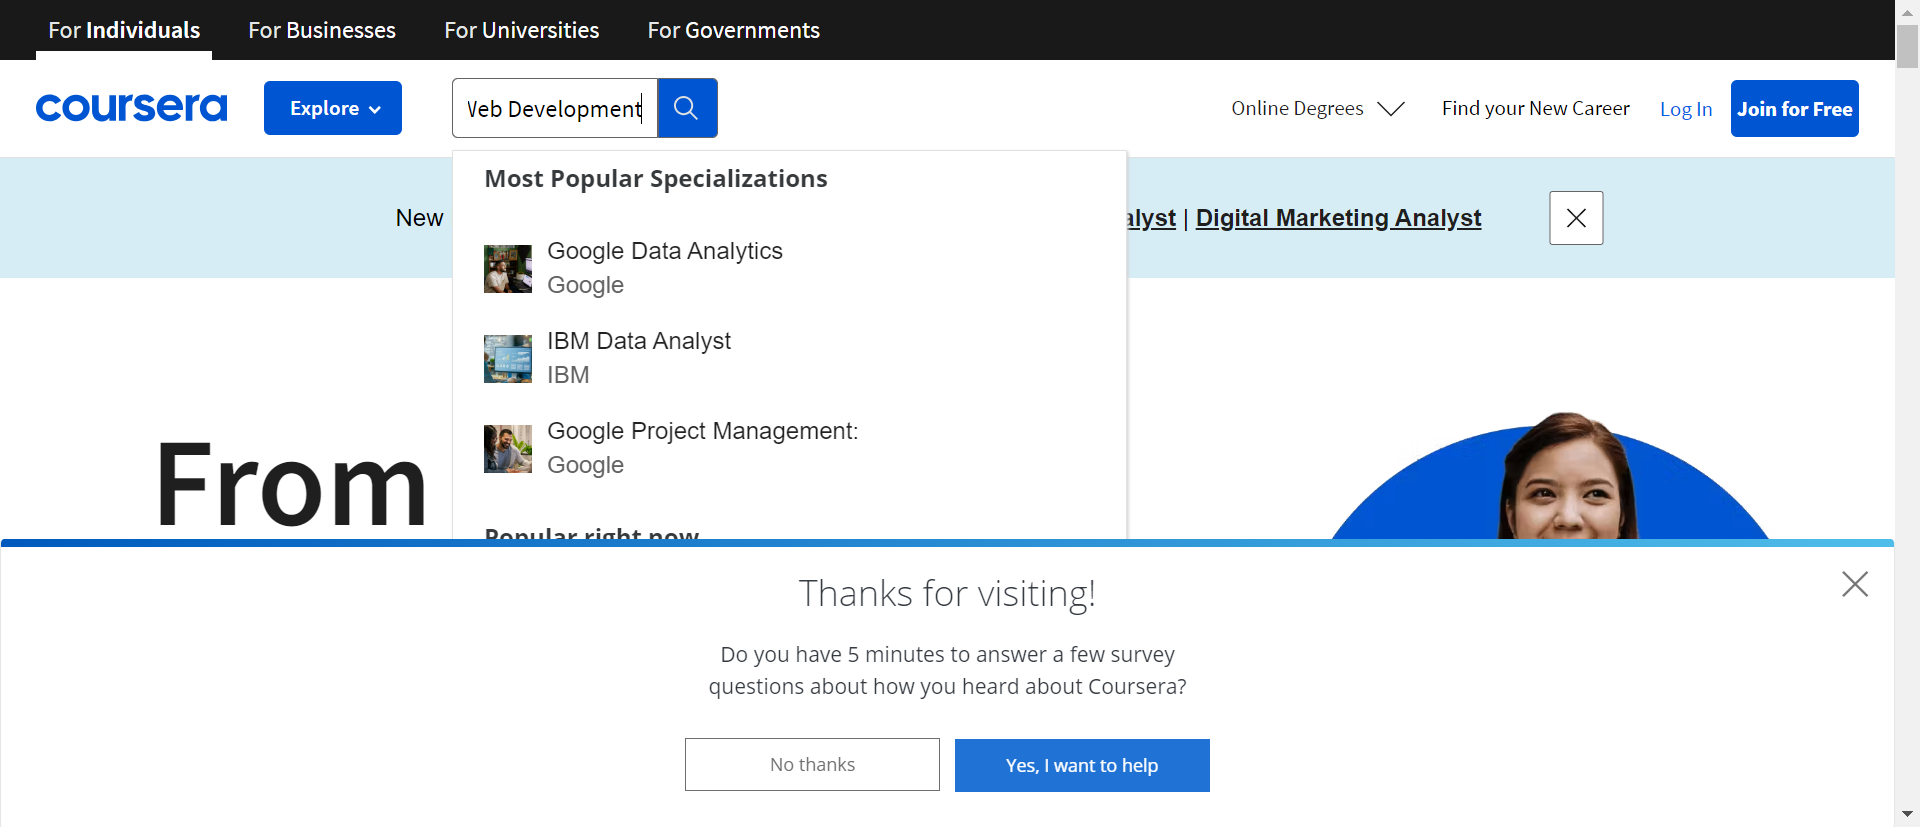 For Individuals
For Businesses
For Universities
For Governments
coursera
Explore
Web Development
Online Degrees
Find your New Career
Log In
Join for Free
Most Popular Specializations
New
alyst | Digital Marketing Analyst
Google Data Analytics
Google
IBM Data Analyst
IBM
Google Project Management:
Google
From
Popular right now
Thanks for visiting!
Do you have 5 minutes to answer a few survey
questions about how you heard about Coursera?
No thanks
Yes, I want to help